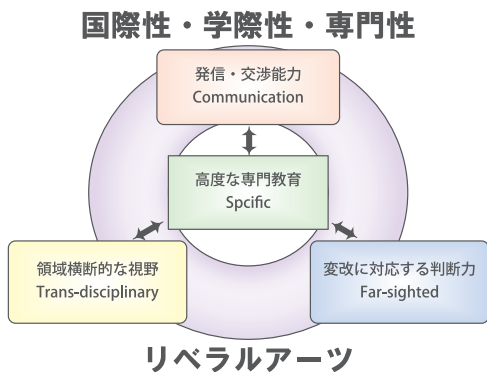 国際性・学際性・専門性
発信・交渉能力
Communication
高度な専門教育
Spcific
領域横断的な視野
Trans-disciplinary
変改に対応する判断力
Far-sighted
リベラルアーツ